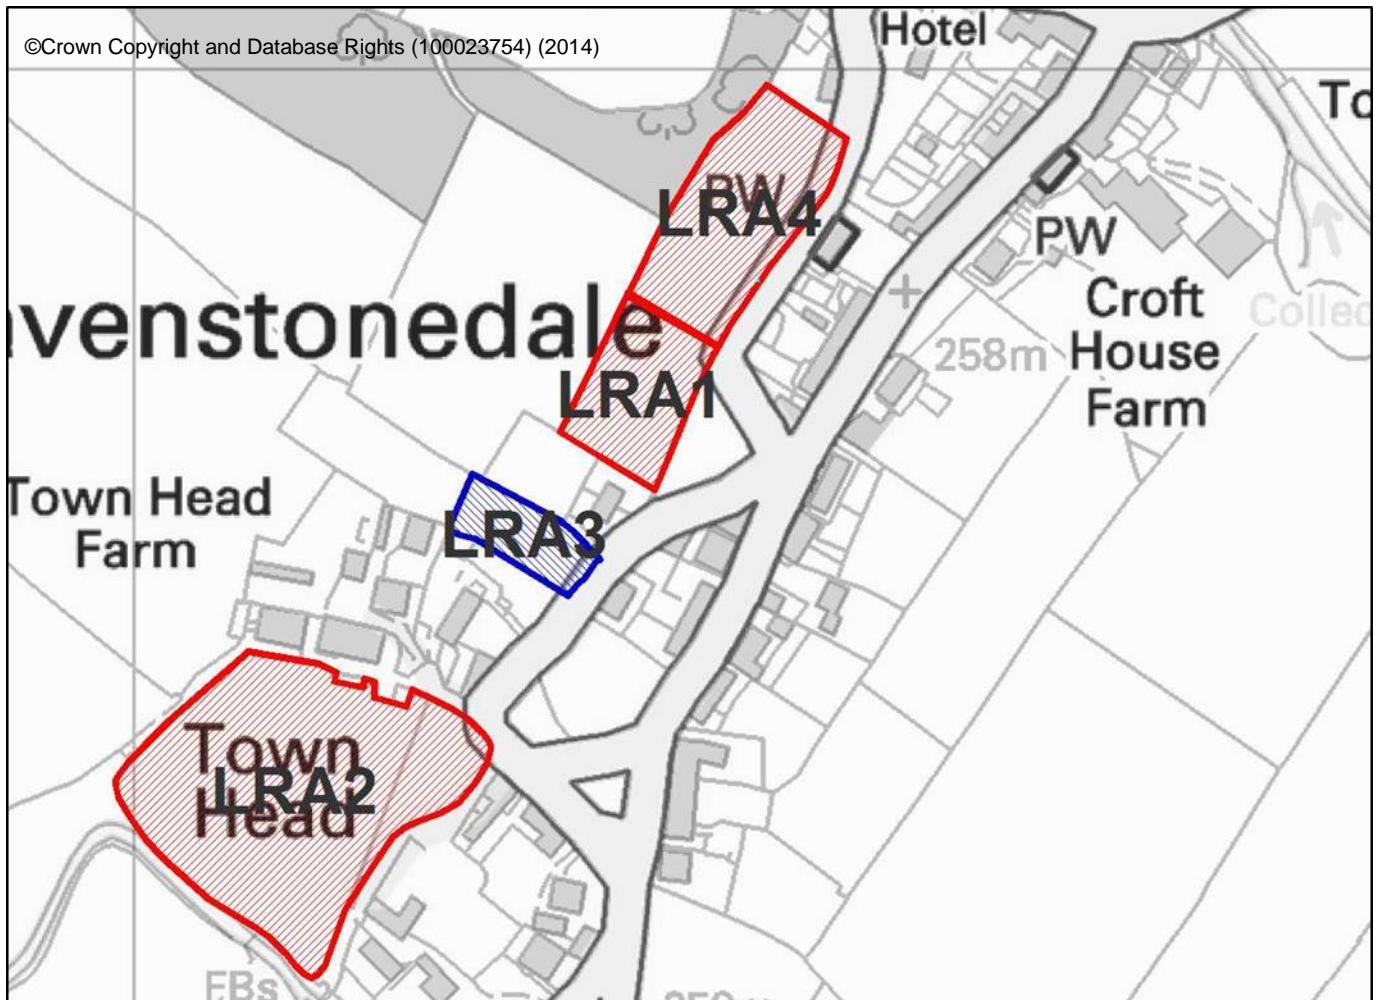 ©Crown Copyright and Database Rights (100023754) (2014)
Hotel
PW
LRA4
PW
Croft
House
Farm
258m
venstonedale
LRA1
Town Head
Farm
LRA3
Town
Head
LRA2
FBs